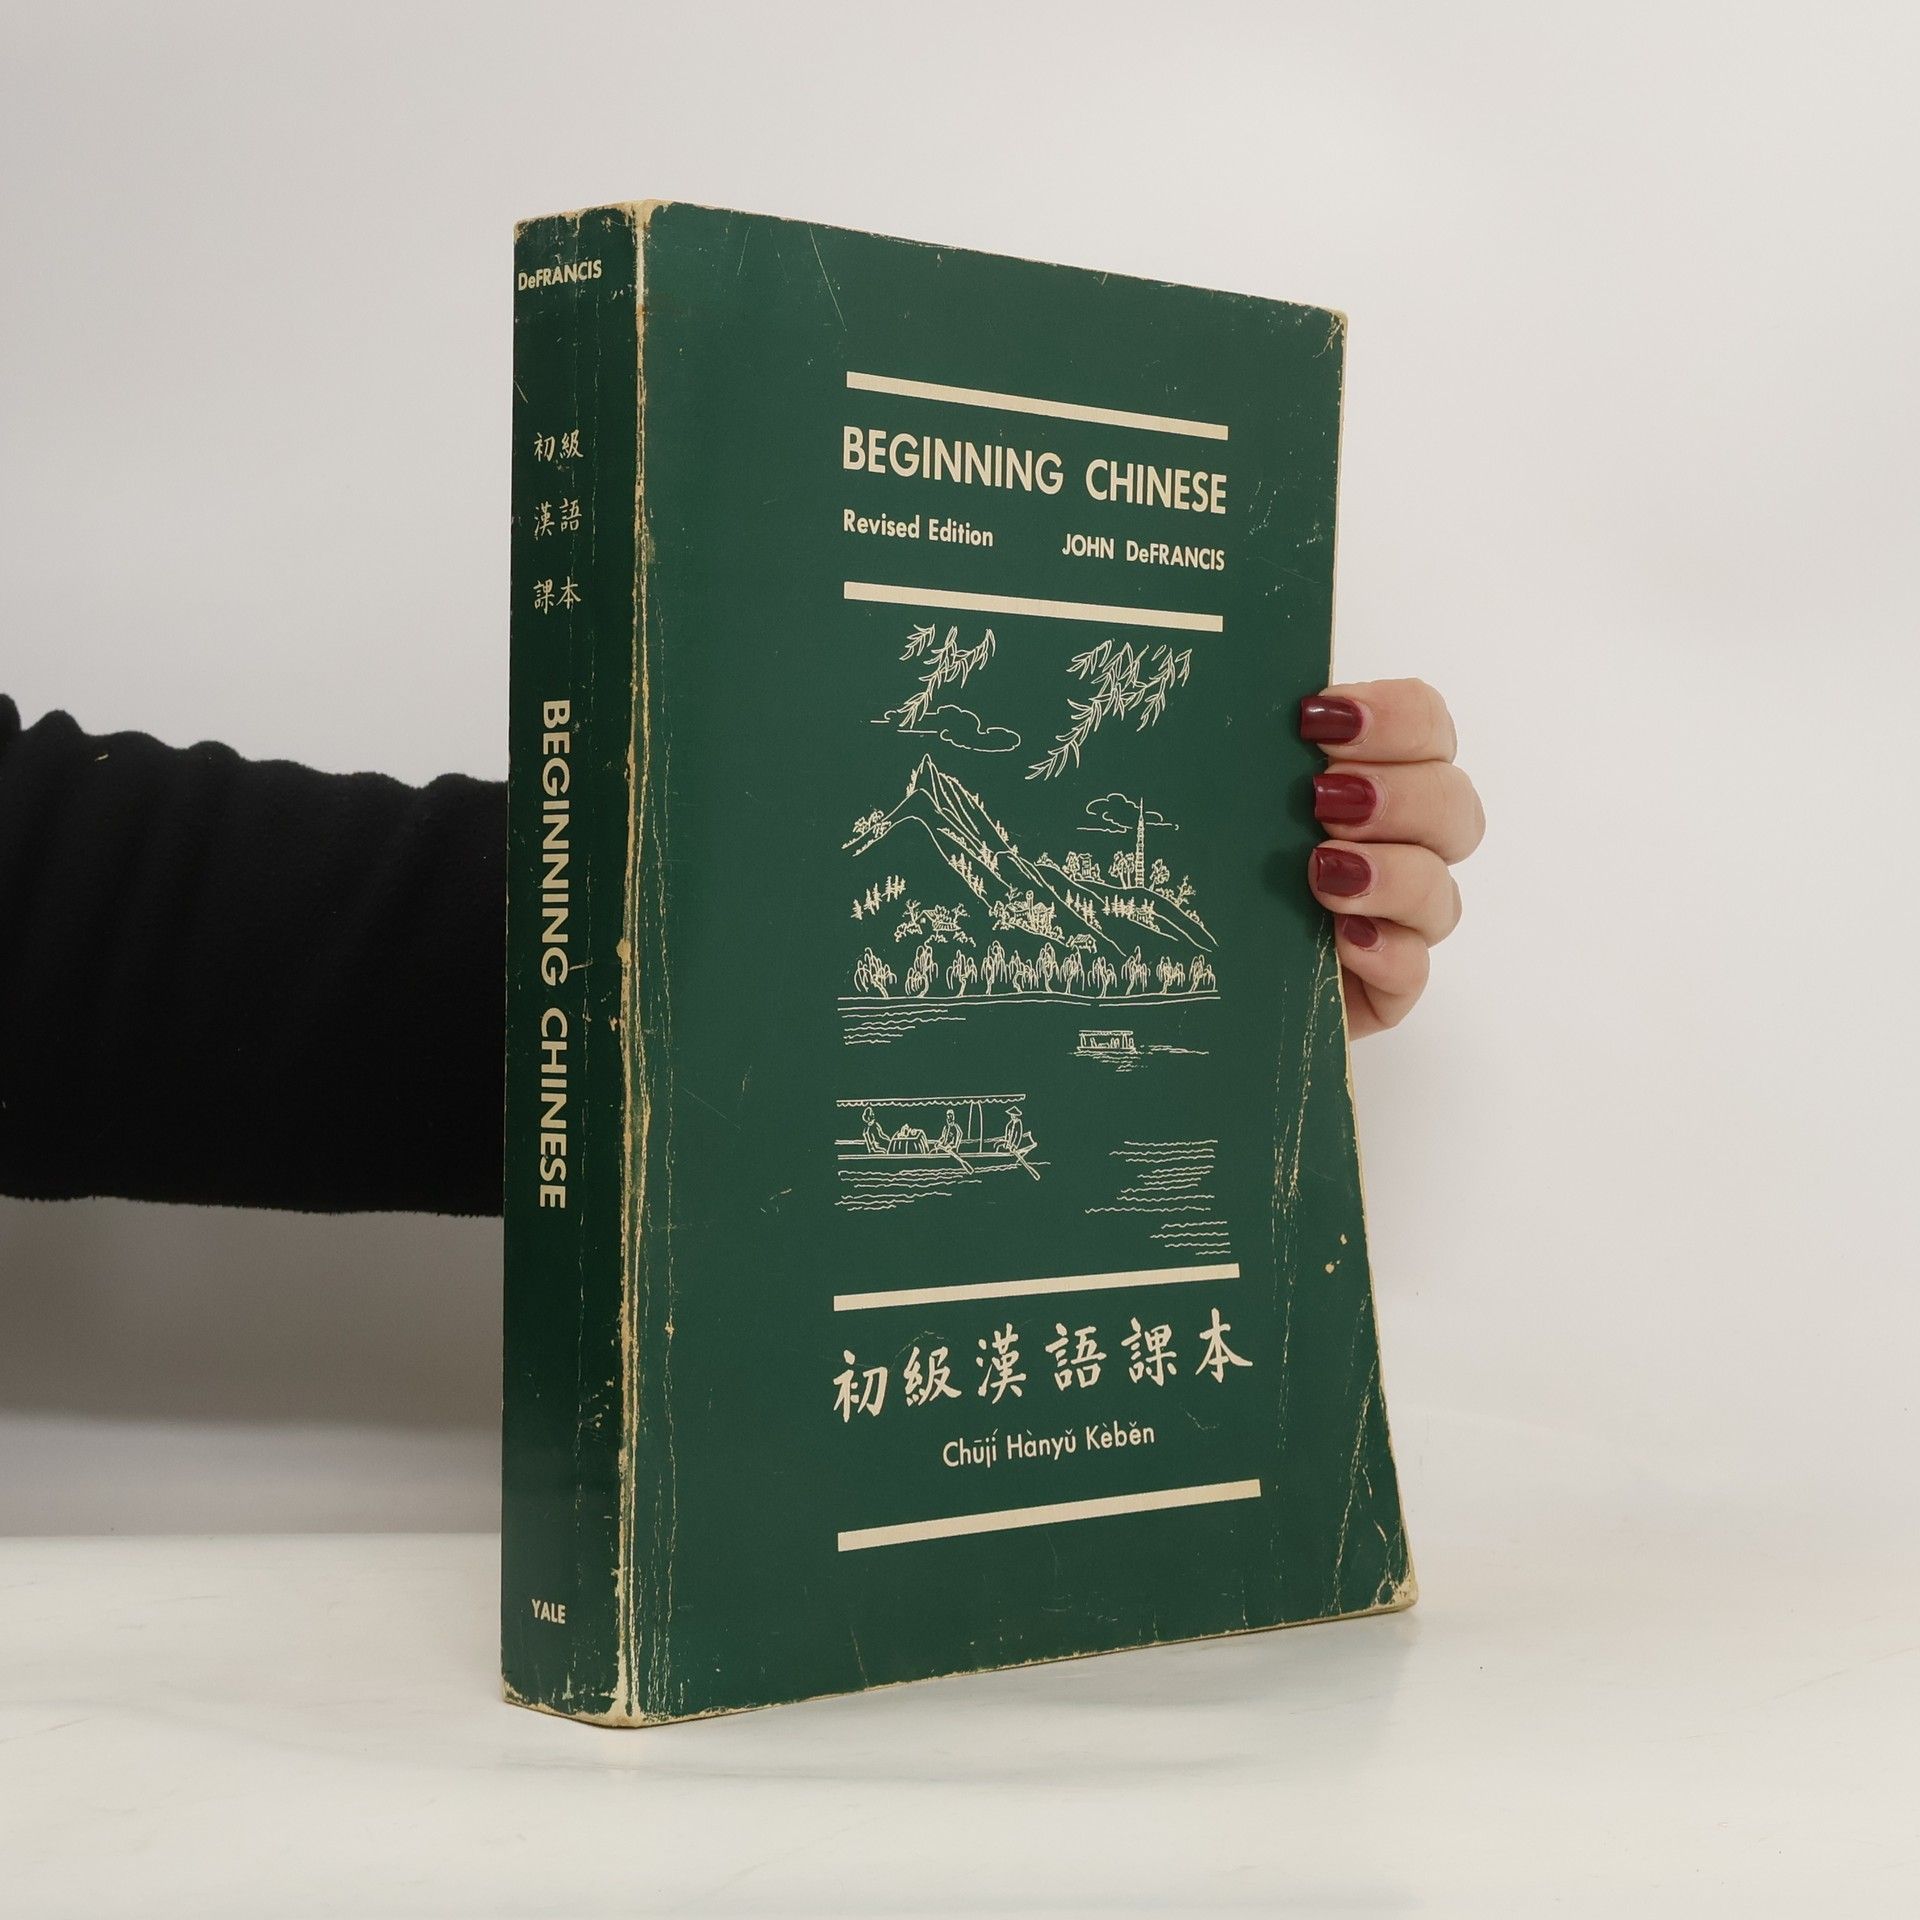 DeFRANCIS
初級
漢語
課本
BEGINNING CHINESE
YALE
BEGINNING CHINESE
Revised Edition JOHN DeFRANCIS
初級漢語課本
Chūjí Hànyǔ Kèběn